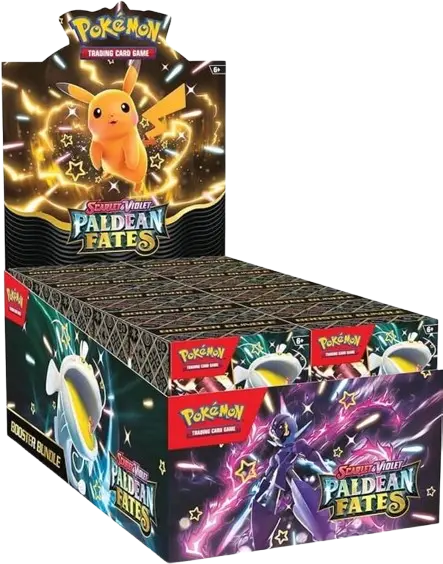 POKéMON
TRADING CARD GAME
6+
SCARLET & VIOLET
PALDEAN
FATES
POKéMON
TRADING CARD GAME
6+
POKéMON
TRADING CARD GAME
6+
POKéMON
TRADING CARD GAME
SCARLET & VIOLET
PALDEAN
FATES
BOOSTER BUNDLE
SCARLET & VIOLET
PALDEAN
FATES